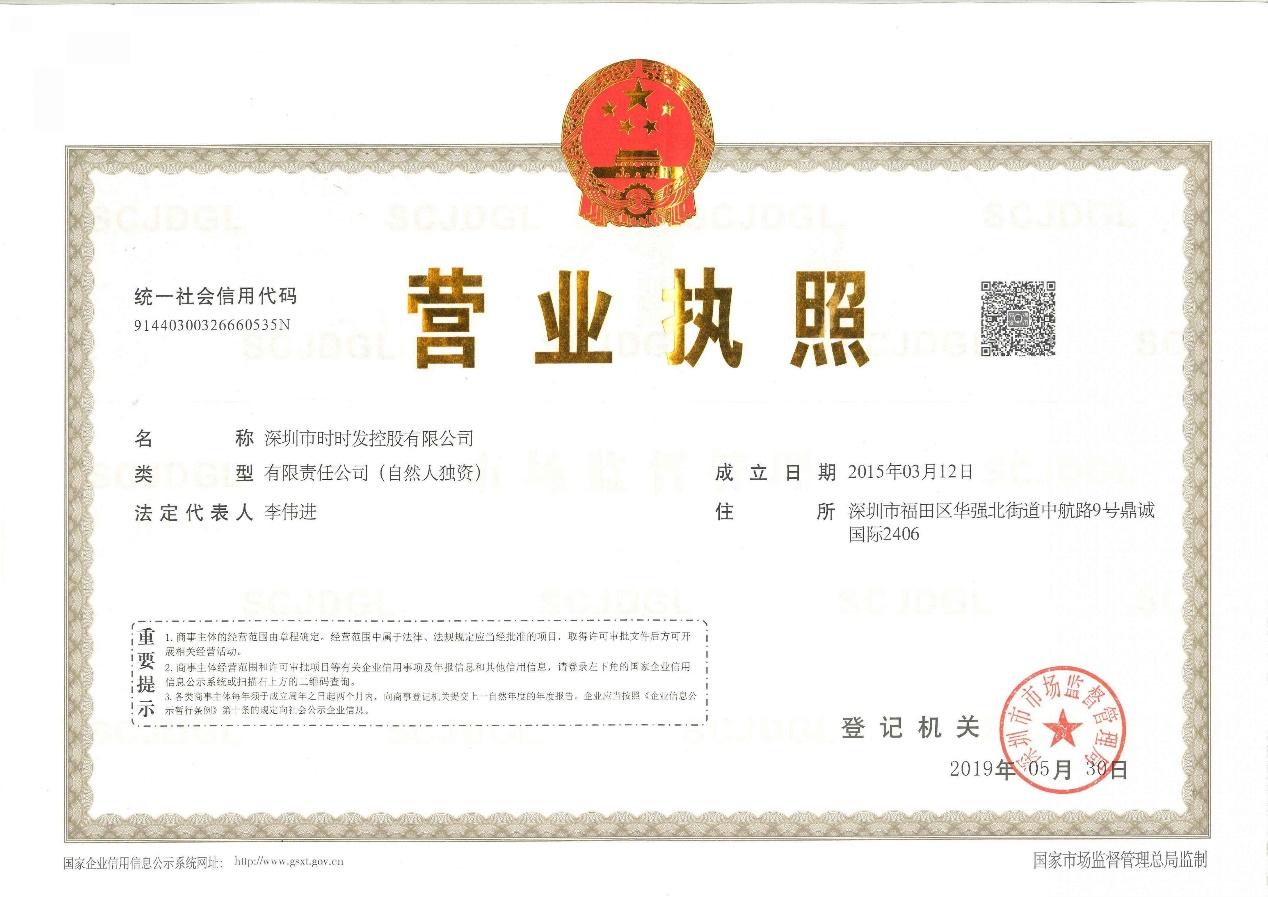 营业执照
统一社会信用代码
91440300326660535N
名称 深圳市时时发控股有限公司
类型 有限责任公司（自然人独资）
法定代表人 李伟进
成立日期 2015年03月12日
住所 深圳市福田区华强北街道中航路9号鼎诚
国际2406
重要提示
1. 商事主体的经营范围由章程确定。经营范围中属于法律、法规规定应当经批准的项目，取得许可审批文件后方可开
展相关经营活动。
2. 商事主体经营范围和许可审批项目等有关企业信用事项及年报信息和其他信用信息，请登录左下角的国家企业信用
信息公示系统或扫描右上方的二维码查询。
3. 各类商事主体每年须于成立周年之日起两个月内，向商事登记机关提交上一自然年度的年度报告。企业应当按照《企业信息公
示暂行条例》第十条的规定向社会公示企业信息。
登记机关
深圳市市场监督管理局
2019年 05月 30日
国家企业信用信息公示系统网址： http://www.gsxt.gov.cn
国家市场监督管理总局监制
SCJDGL
市场监督管理